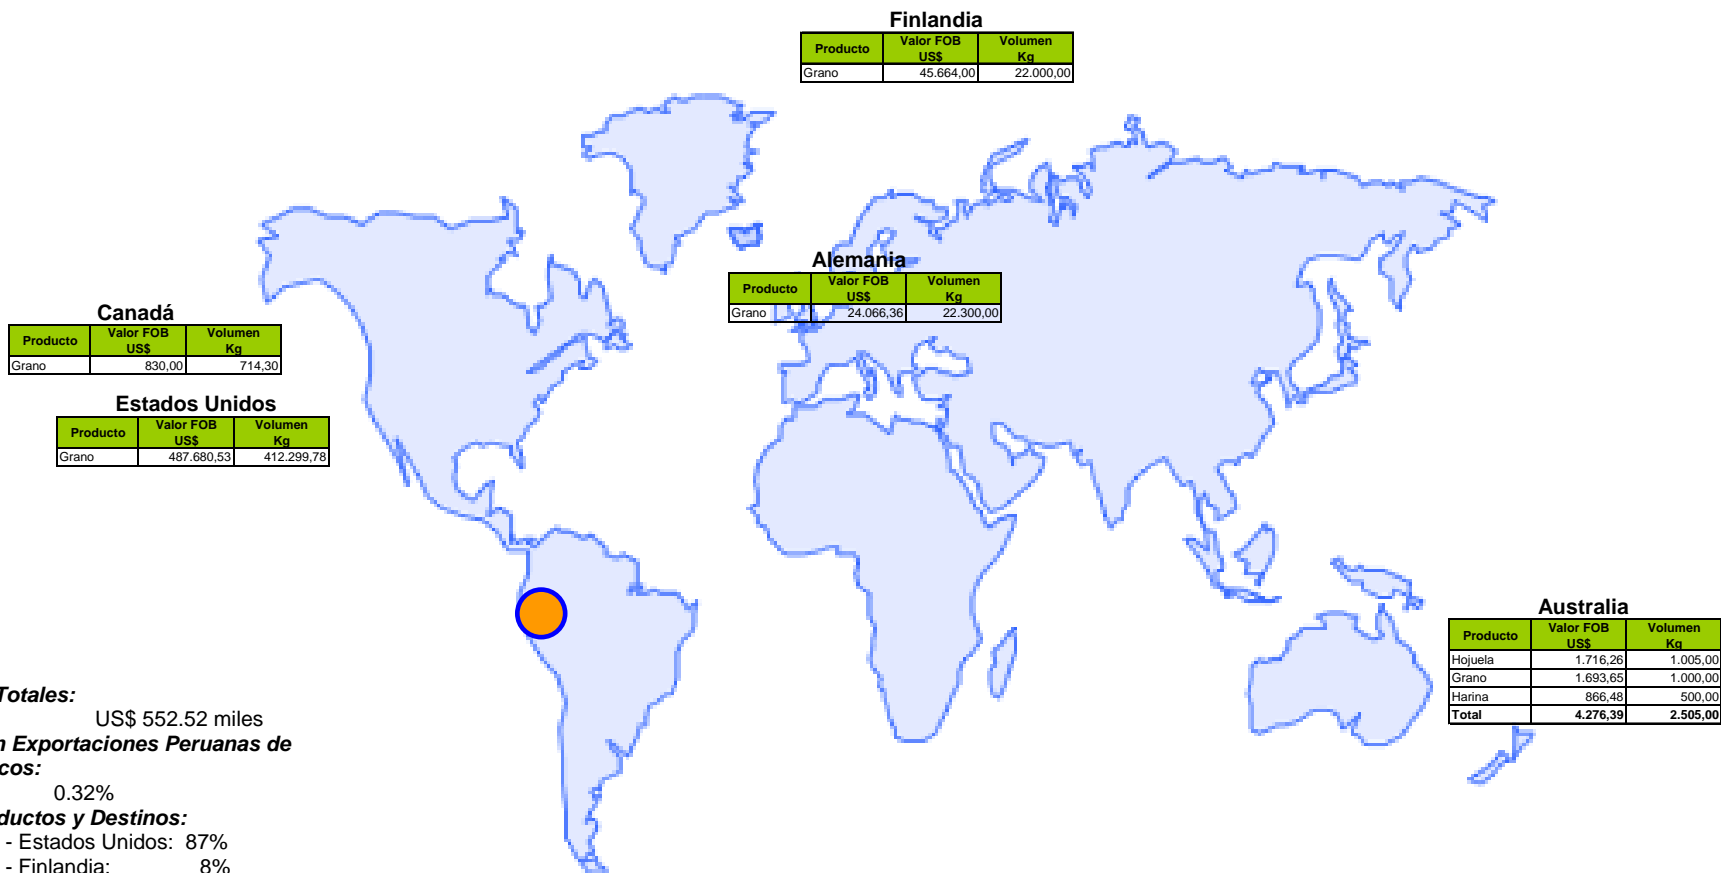 Finlandia
Producto Valor FOB US$ Volumen Kg
Grano 45.664,00 22.000,00
Alemania
Producto Valor FOB US$ Volumen Kg
Grano 24.066,36 22.300,00
Canadá
Producto Valor FOB US$ Volumen Kg
Grano 830,00 714,30
Estados Unidos
Producto Valor FOB US$ Volumen Kg
Grano 487.680,53 412.299,78
Australia
Producto Valor FOB US$ Volumen Kg
Hojuela 1.716,26 1.005,00
Grano 1.693,65 1.000,00
Harina 866,48 500,00
Total 4.276,39 2.505,00
Totales:
US$ 552.52 miles
n Exportaciones Peruanas de
cos:
0.32%
ductos y Destinos:
- Estados Unidos: 87%
- Finlandia: 8%